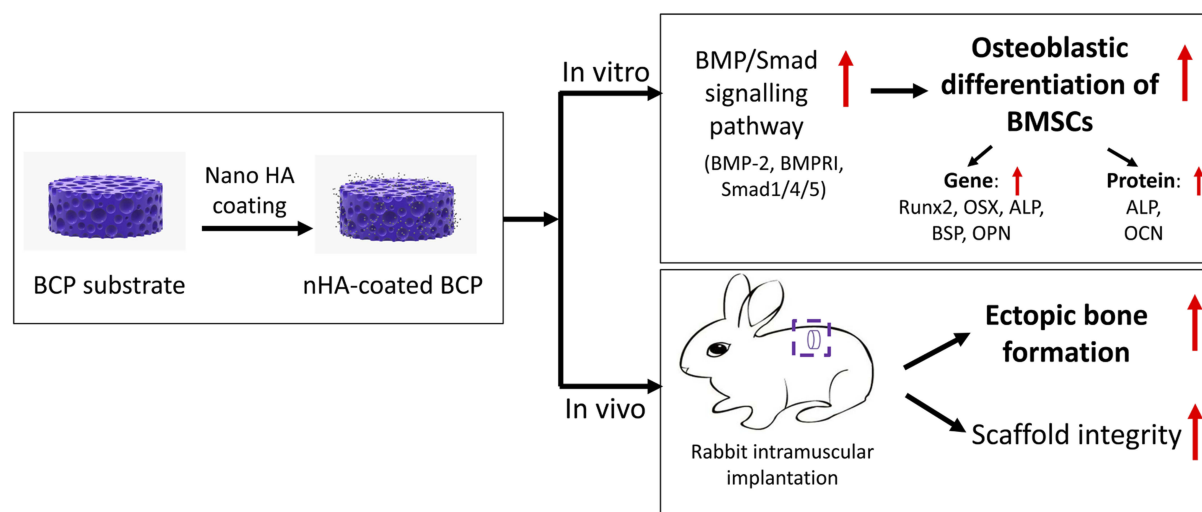 Nano HA
coating
BCP substrate
nHA-coated BCP
In vitro
In vivo
BMP/Smad
signalling
pathway
(BMP-2, BMPRI,
Smad1/4/5)
Osteoblastic
differentiation of
BMSCs
Gene:
Runx2, OSX, ALP,
BSP, OPN
Protein:
ALP,
OCN
Rabbit intramuscular
implantation
Ectopic bone
formation
Scaffold integrity